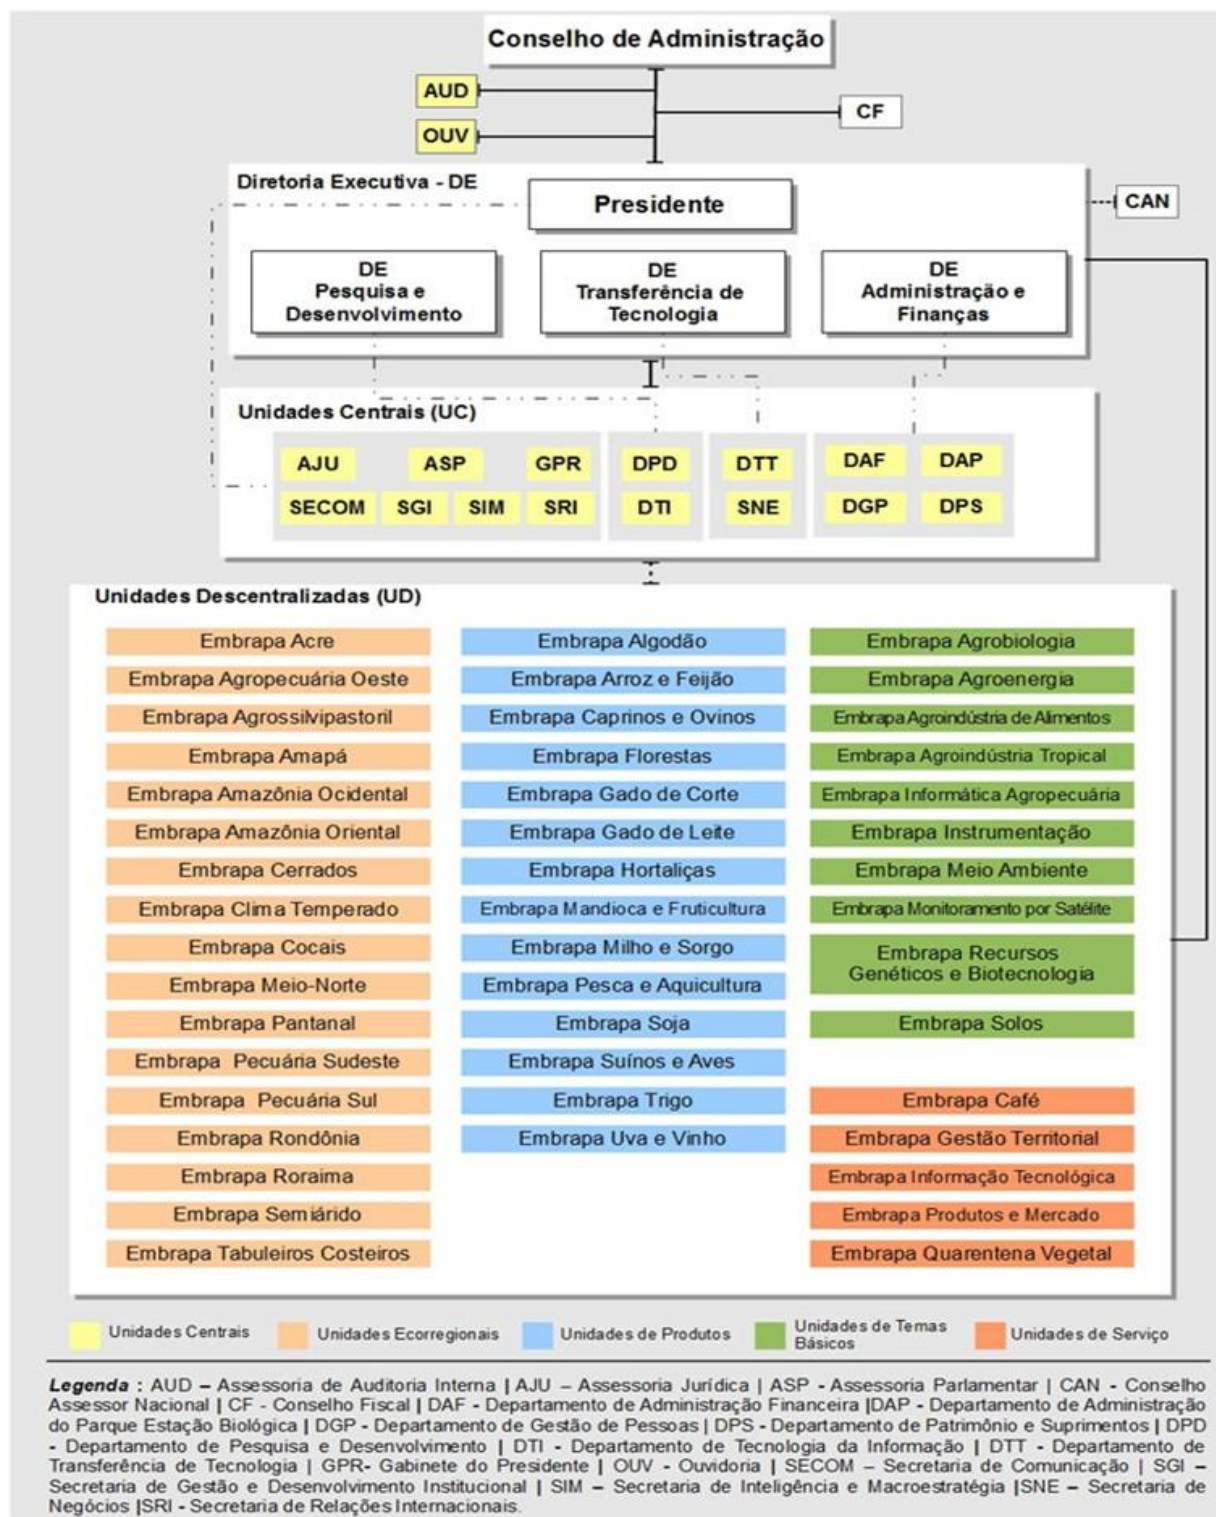 Conselho de Administração
AUD
CF
OUV
Diretoria Executiva - DE
Presidente
CAN
DE
Pesquisa e
Desenvolvimento
DE
Transferência de
Tecnologia
DE
Administração e
Finanças
Unidades Centrais (UC)
AJU ASP GPR DPD DTT DAF DAP
SECOM SGI SIM SRI DTI SNE DGP DPS
Unidades Descentralizadas (UD)
Embrapa Acre
Embrapa Agropecuária Oeste
Embrapa Agrossilvipastoril
Embrapa Amapá
Embrapa Amazônia Ocidental
Embrapa Amazônia Oriental
Embrapa Cerrados
Embrapa Clima Temperado
Embrapa Cocais
Embrapa Meio-Norte
Embrapa Pantanal
Embrapa Pecuária Sudeste
Embrapa Pecuária Sul
Embrapa Rondônia
Embrapa Roraima
Embrapa Semiárido
Embrapa Tabuleiros Costeiros
Embrapa Algodão
Embrapa Arroz e Feijão
Embrapa Caprinos e Ovinos
Embrapa Florestas
Embrapa Gado de Corte
Embrapa Gado de Leite
Embrapa Hortaliças
Embrapa Mandioca e Fruticultura
Embrapa Milho e Sorgo
Embrapa Pesca e Aquicultura
Embrapa Soja
Embrapa Suínos e Aves
Embrapa Trigo
Embrapa Uva e Vinho
Embrapa Agrobiologia
Embrapa Agroenergia
Embrapa Agroindústria de Alimentos
Embrapa Agroindústria Tropical
Embrapa Informática Agropecuária
Embrapa Instrumentação
Embrapa Meio Ambiente
Embrapa Monitoramento por Satélite
Embrapa Recursos
Genéticos e Biotecnologia
Embrapa Solos
Embrapa Café
Embrapa Gestão Territorial
Embrapa Informação Tecnológica
Embrapa Produtos e Mercado
Embrapa Quarentena Vegetal
Unidades Centrais
Unidades Ecorregionais
Unidades de Produtos
Unidades de Temas
Básicos
Unidades de Serviço
Legenda : AUD – Assessoria de Auditoria Interna | AJU – Assessoria Jurídica | ASP - Assessoria Parlamentar | CAN - Conselho
Assessor Nacional | CF - Conselho Fiscal | DAF - Departamento de Administração Financeira |DAP - Departamento de Administração
do Parque Estação Biológica | DGP - Departamento de Gestão de Pessoas | DPS - Departamento de Patrimônio e Suprimentos | DPD
- Departamento de Pesquisa e Desenvolvimento | DTI - Departamento de Tecnologia da Informação | DTT - Departamento de
Transferência de Tecnologia | GPR- Gabinete do Presidente | OUV - Ouvidoria | SECOM – Secretaria de Comunicação | SGI –
Secretaria de Gestão e Desenvolvimento Institucional | SIM – Secretaria de Inteligência e Macroestratégia |SNE – Secretaria de
Negócios |SRI - Secretaria de Relações Internacionais.